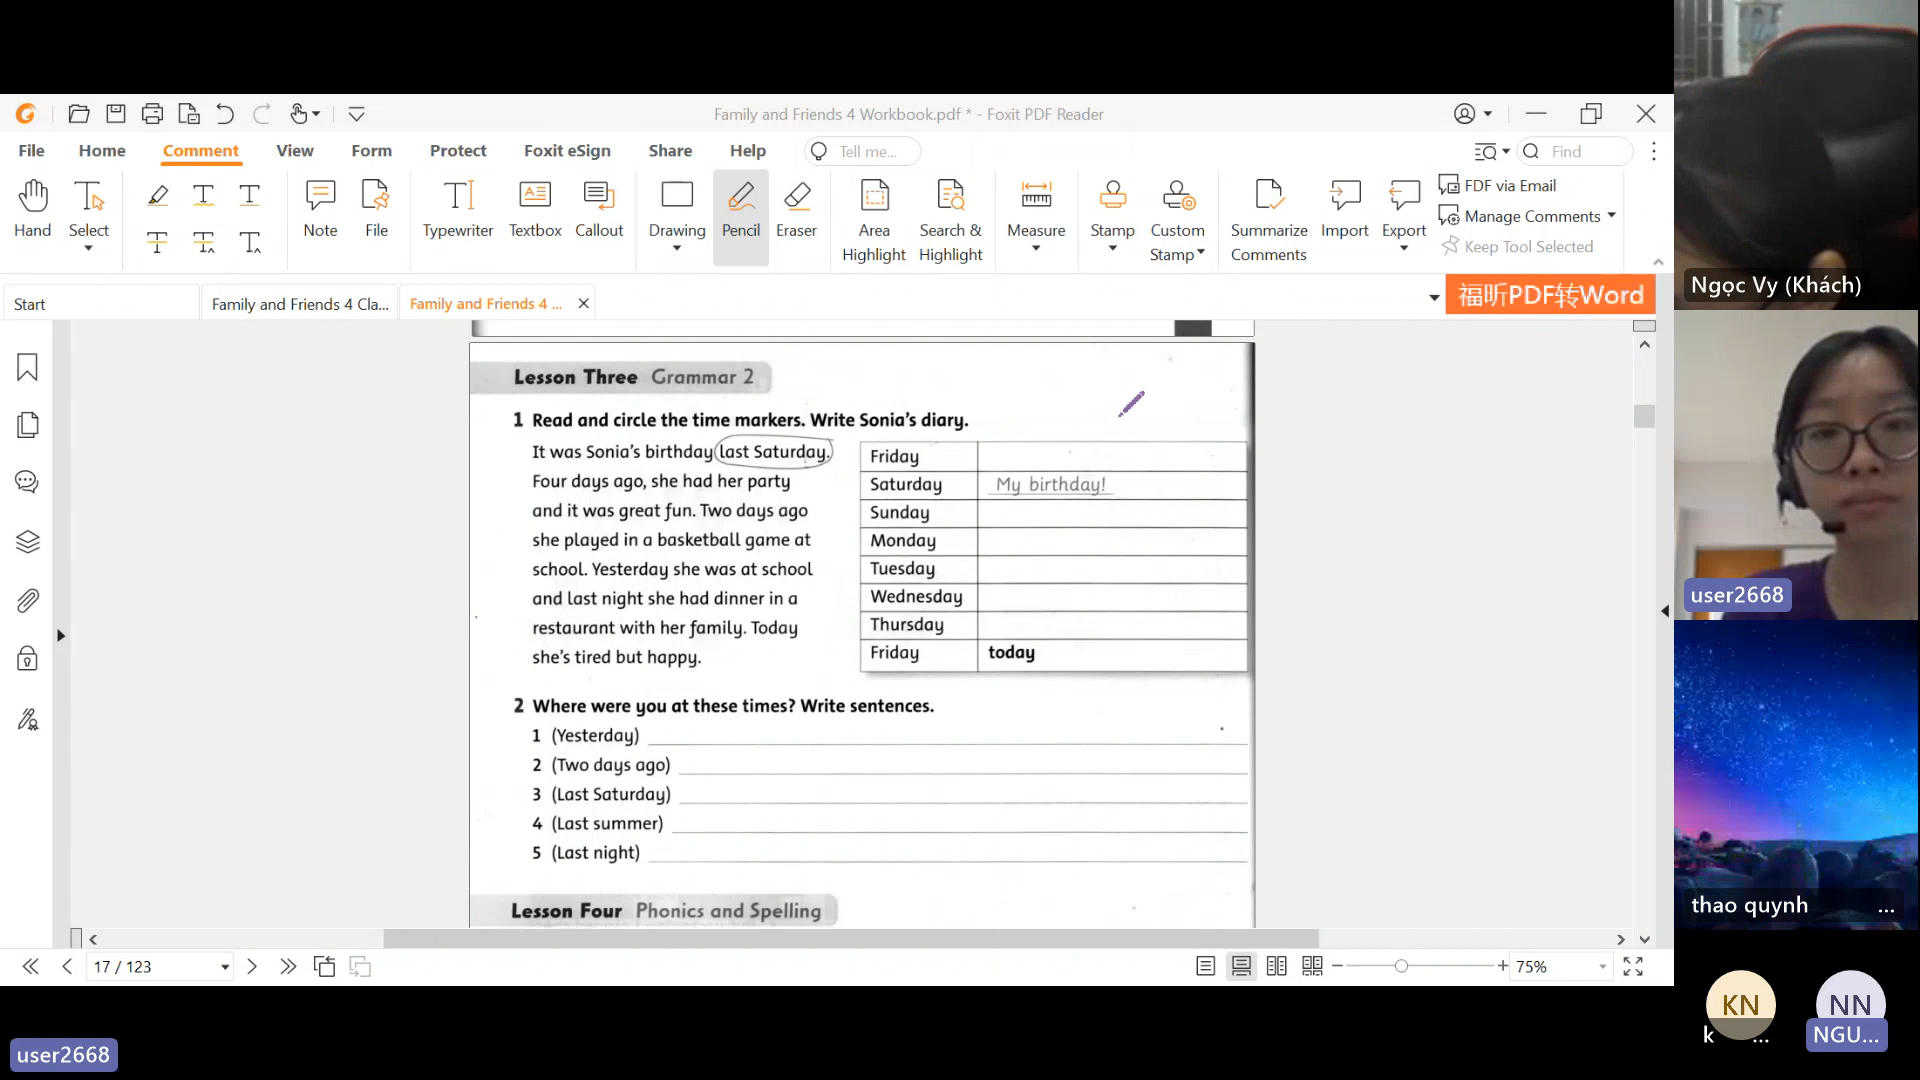 Family and Friends 4 Workbook.pdf * - Foxit PDF Reader
File Home Comment View Form Protect Foxit eSign Share Help Tell me... Find
Hand Select Note File Typewriter Textbox Callout Drawing Pencil Eraser Area Highlight Search & Highlight Measure Stamp Custom Stamp Summarize Comments Import Export
FDF via Email
Manage Comments
Keep Tool Selected
Start Family and Friends 4 Cla... Family and Friends 4 ... 福昕PDF转Word
Lesson Three Grammar 2
1 Read and circle the time markers. Write Sonia's diary.
It was Sonia's birthday last Saturday.
Four days ago, she had her party
and it was great fun. Two days ago
she played in a basketball game at
school. Yesterday she was at school
and last night she had dinner in a
restaurant with her family. Today
she's tired but happy.
Friday
Saturday My birthday!
Sunday
Monday
Tuesday
Wednesday
Thursday
Friday today
2 Where were you at these times? Write sentences.
1 (Yesterday)
2 (Two days ago)
3 (Last Saturday)
4 (Last summer)
5 (Last night)
Lesson Four Phonics and Spelling
17 / 123 75%
Ngọc Vy (Khách)
user2668
thao quynh ...
KN
k ...
NN
NGU...
user2668